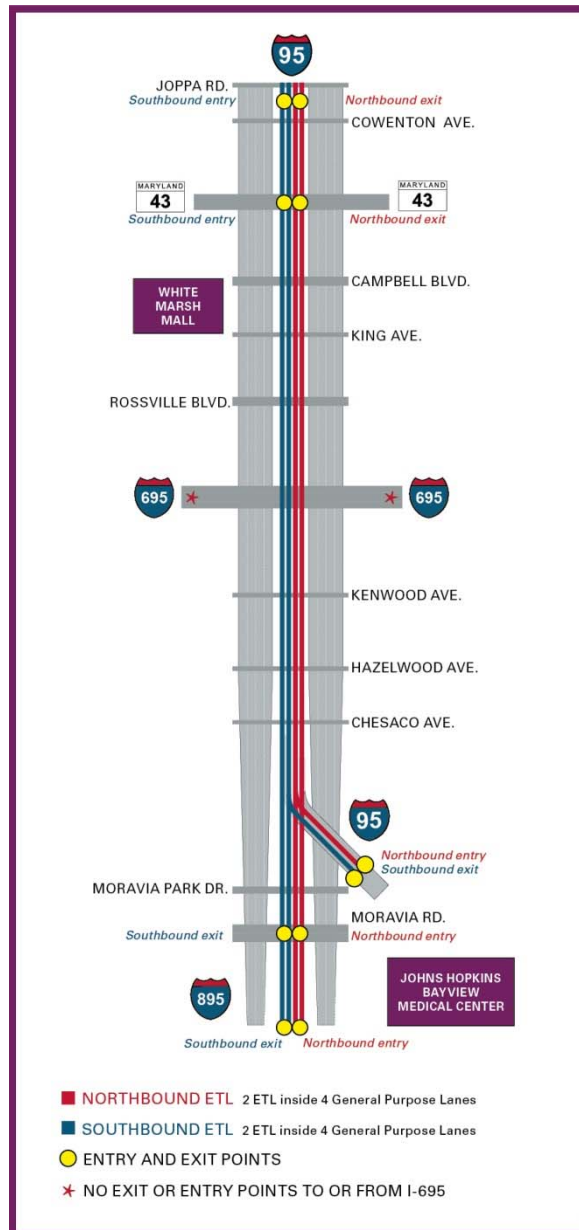 95
JOPPA RD.
Southbound entry
Northbound exit
COWENTON AVE.
MARYLAND
43
Southbound entry
MARYLAND
43
Northbound exit
CAMPBELL BLVD.
WHITE
MARSH
MALL
KING AVE.
ROSSVILLE BLVD.
695
695
KENWOOD AVE.
HAZELWOOD AVE.
CHESACO AVE.
95
Northbound entry
Southbound exit
MORAVIA PARK DR.
MORAVIA RD.
Southbound exit
Northbound entry
895
JOHNS HOPKINS
BAYVIEW
MEDICAL CENTER
Southbound exit
Northbound entry
NORTHBOUND ETL 2 ETL inside 4 General Purpose Lanes
SOUTHBOUND ETL 2 ETL inside 4 General Purpose Lanes
ENTRY AND EXIT POINTS
NO EXIT OR ENTRY POINTS TO OR FROM I-695